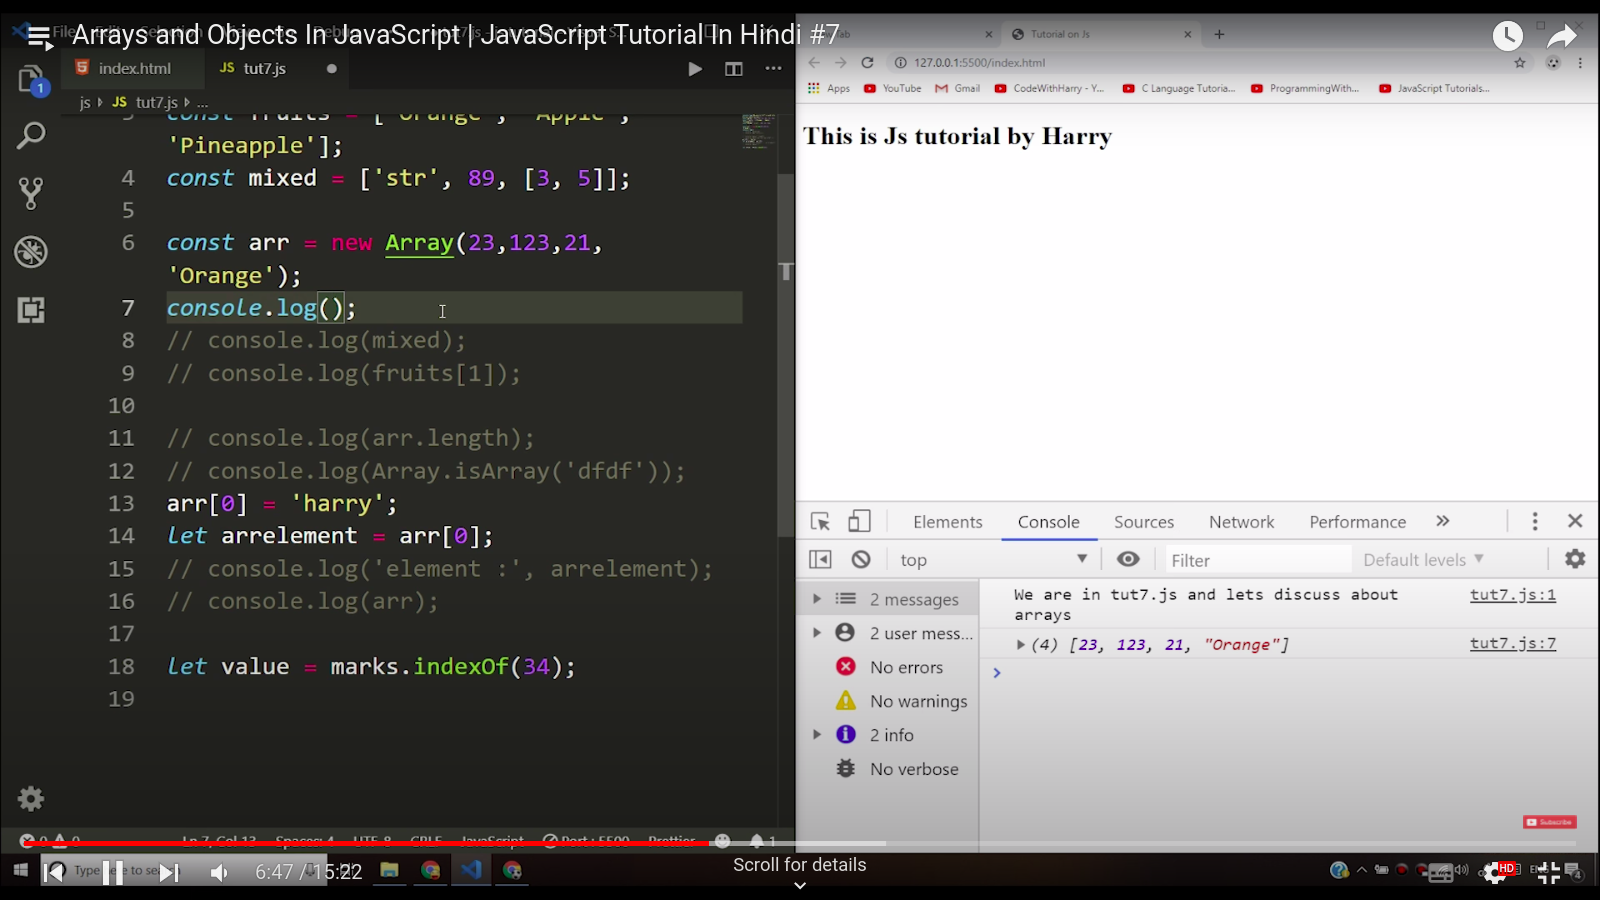 Arrays and Objects In JavaScript | JavaScript Tutorial In Hindi #7
index.html
JS tut7.js
1
js JS tut7.js ...
const fruits = ['Orange', 'Apple',
'Pineapple'];
4 const mixed = ['str', 89, [3, 5]];
5
6 const arr = new Array(23,123,21,
'Orange');
7 console.log();
8 // console.log(mixed);
9 // console.log(fruits[1]);
10
11 // console.log(arr.length);
12 // console.log(Array.isArray('dfdf'));
13 arr[0] = 'harry';
14 let arrelement = arr[0];
15 // console.log('element :', arrelement);
16 // console.log(arr);
17
18 let value = marks.indexOf(34);
19
Ln 7, Col 13 Spaces: 4 UTF-8 CRLF JavaScript Port : 5500 Prettier 1
Tutorial on Js
127.0.0.1:5500/index.html
Apps YouTube Gmail CodeWithHarry - Y... C Language Tutoria... ProgrammingWith... JavaScript Tutorials...
This is Js tutorial by Harry
Elements Console Sources Network Performance
top Filter Default levels
2 messages
2 user mess...
No errors
No warnings
2 info
No verbose
We are in tut7.js and lets discuss about tut7.js:1
arrays
(4) [23, 123, 21, "Orange"] tut7.js:7
Subscribe
Type here to search
6:47 / 15:22
Scroll for details
HD
4